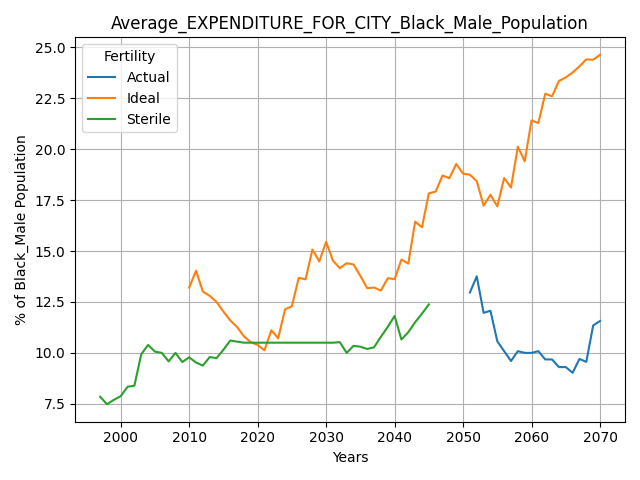 Average_EXPENDITURE_FOR_CITY_Black_Male_Population
Fertility
Actual
Ideal
Sterile
% of Black_Male Population
25.0
22.5
20.0
17.5
15.0
12.5
10.0
7.5
2000 2010 2020 2030 2040 2050 2060 2070
Years